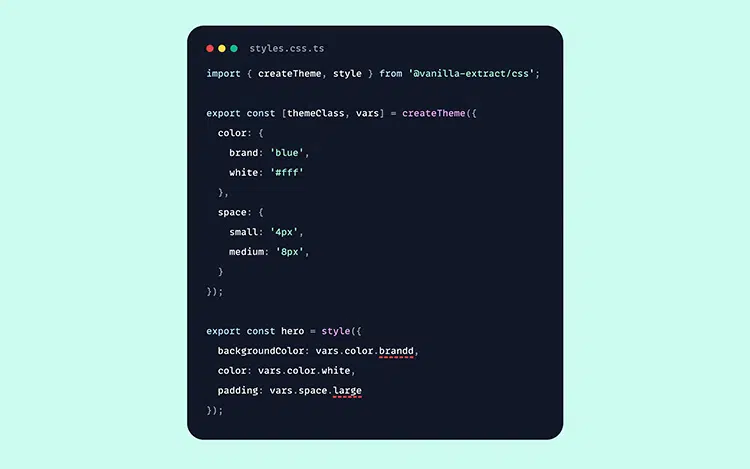 styles.css.ts
import { createTheme, style } from '@vanilla-extract/css';
export const [themeClass, vars] = createTheme({
color: {
brand: 'blue',
white: '#fff'
},
space: {
small: '4px',
medium: '8px',
}
});
export const hero = style({
backgroundColor: vars.color.brandd,
color: vars.color.white,
padding: vars.space.large
});